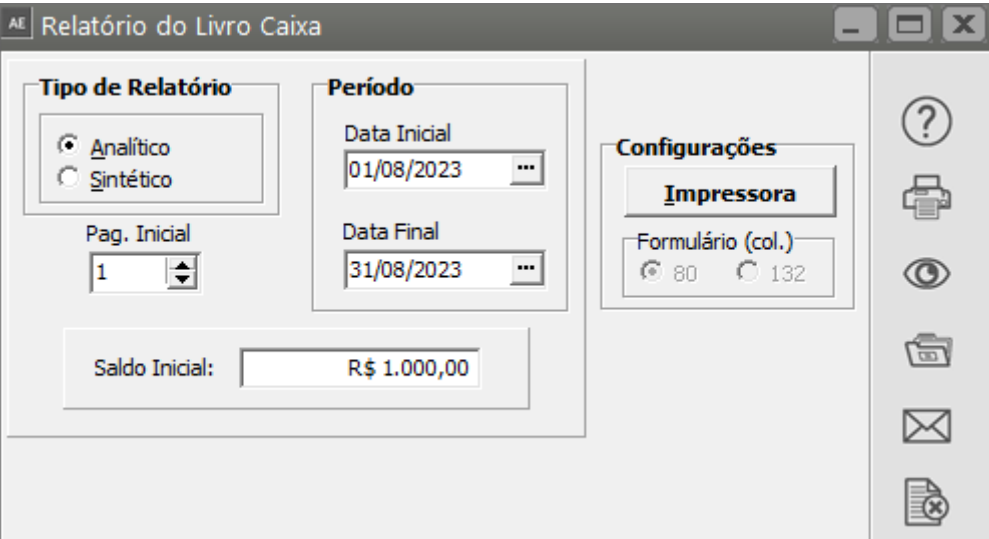 AE Relatório do Livro Caixa
Tipo de Relatório
Analítico
Sintético
Pag. Inicial
1
Período
Data Inicial
01/08/2023 ...
Data Final
31/08/2023 ...
Configurações
Impressora
Formulário (col.)
80 132
Saldo Inicial: R$ 1.000,00